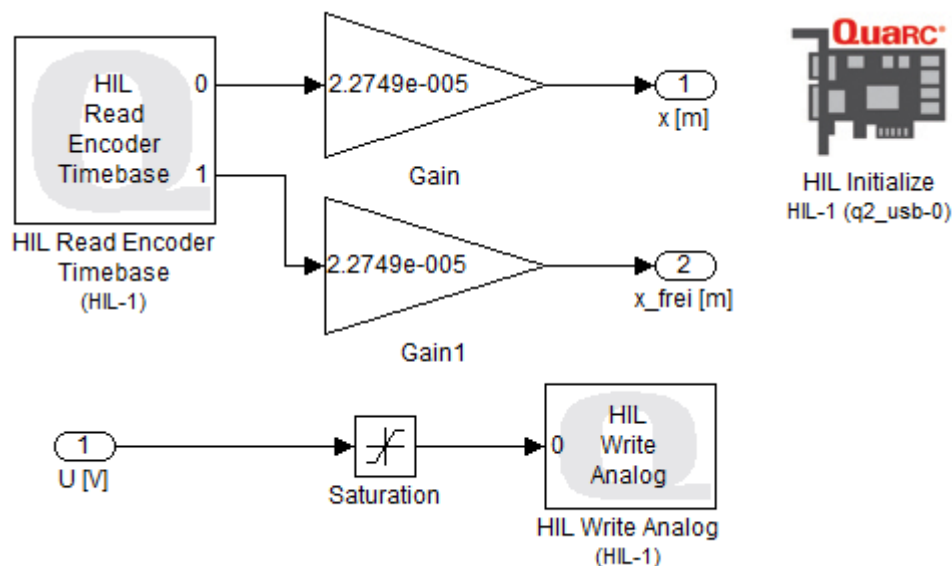 HIL
Read
Encoder
Timebase
0
1
HIL Read Encoder
Timebase
(HIL-1)
2.2749e-005
Gain
1
x [m]
2.2749e-005
Gain1
2
x_frei [m]
QUARC®
HIL Initialize
HIL-1 (q2_usb-0)
1
U [V]
Saturation
0
HIL
Write
Analog
HIL Write Analog
(HIL-1)